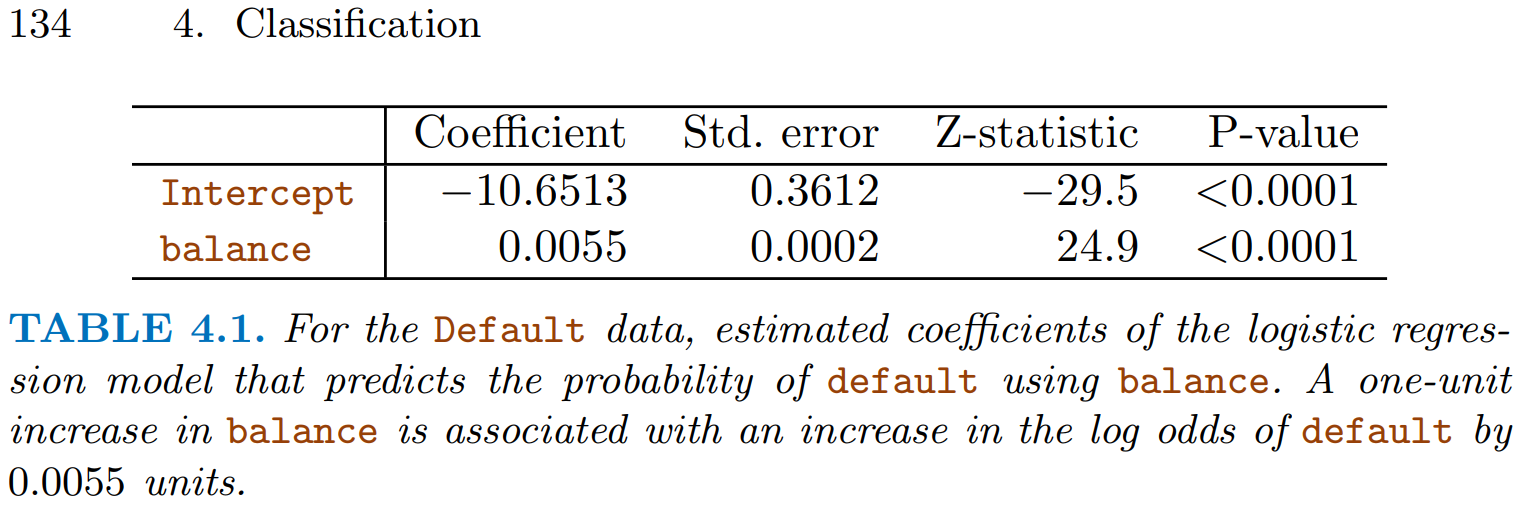 134 4. Classification
Coefficient Std. error Z-statistic P-value
Intercept −10.6513 0.3612 −29.5 <0.0001
balance 0.0055 0.0002 24.9 <0.0001
TABLE 4.1. For the Default data, estimated coefficients of the logistic regres-
sion model that predicts the probability of default using balance. A one-unit
increase in balance is associated with an increase in the log odds of default by
0.0055 units.